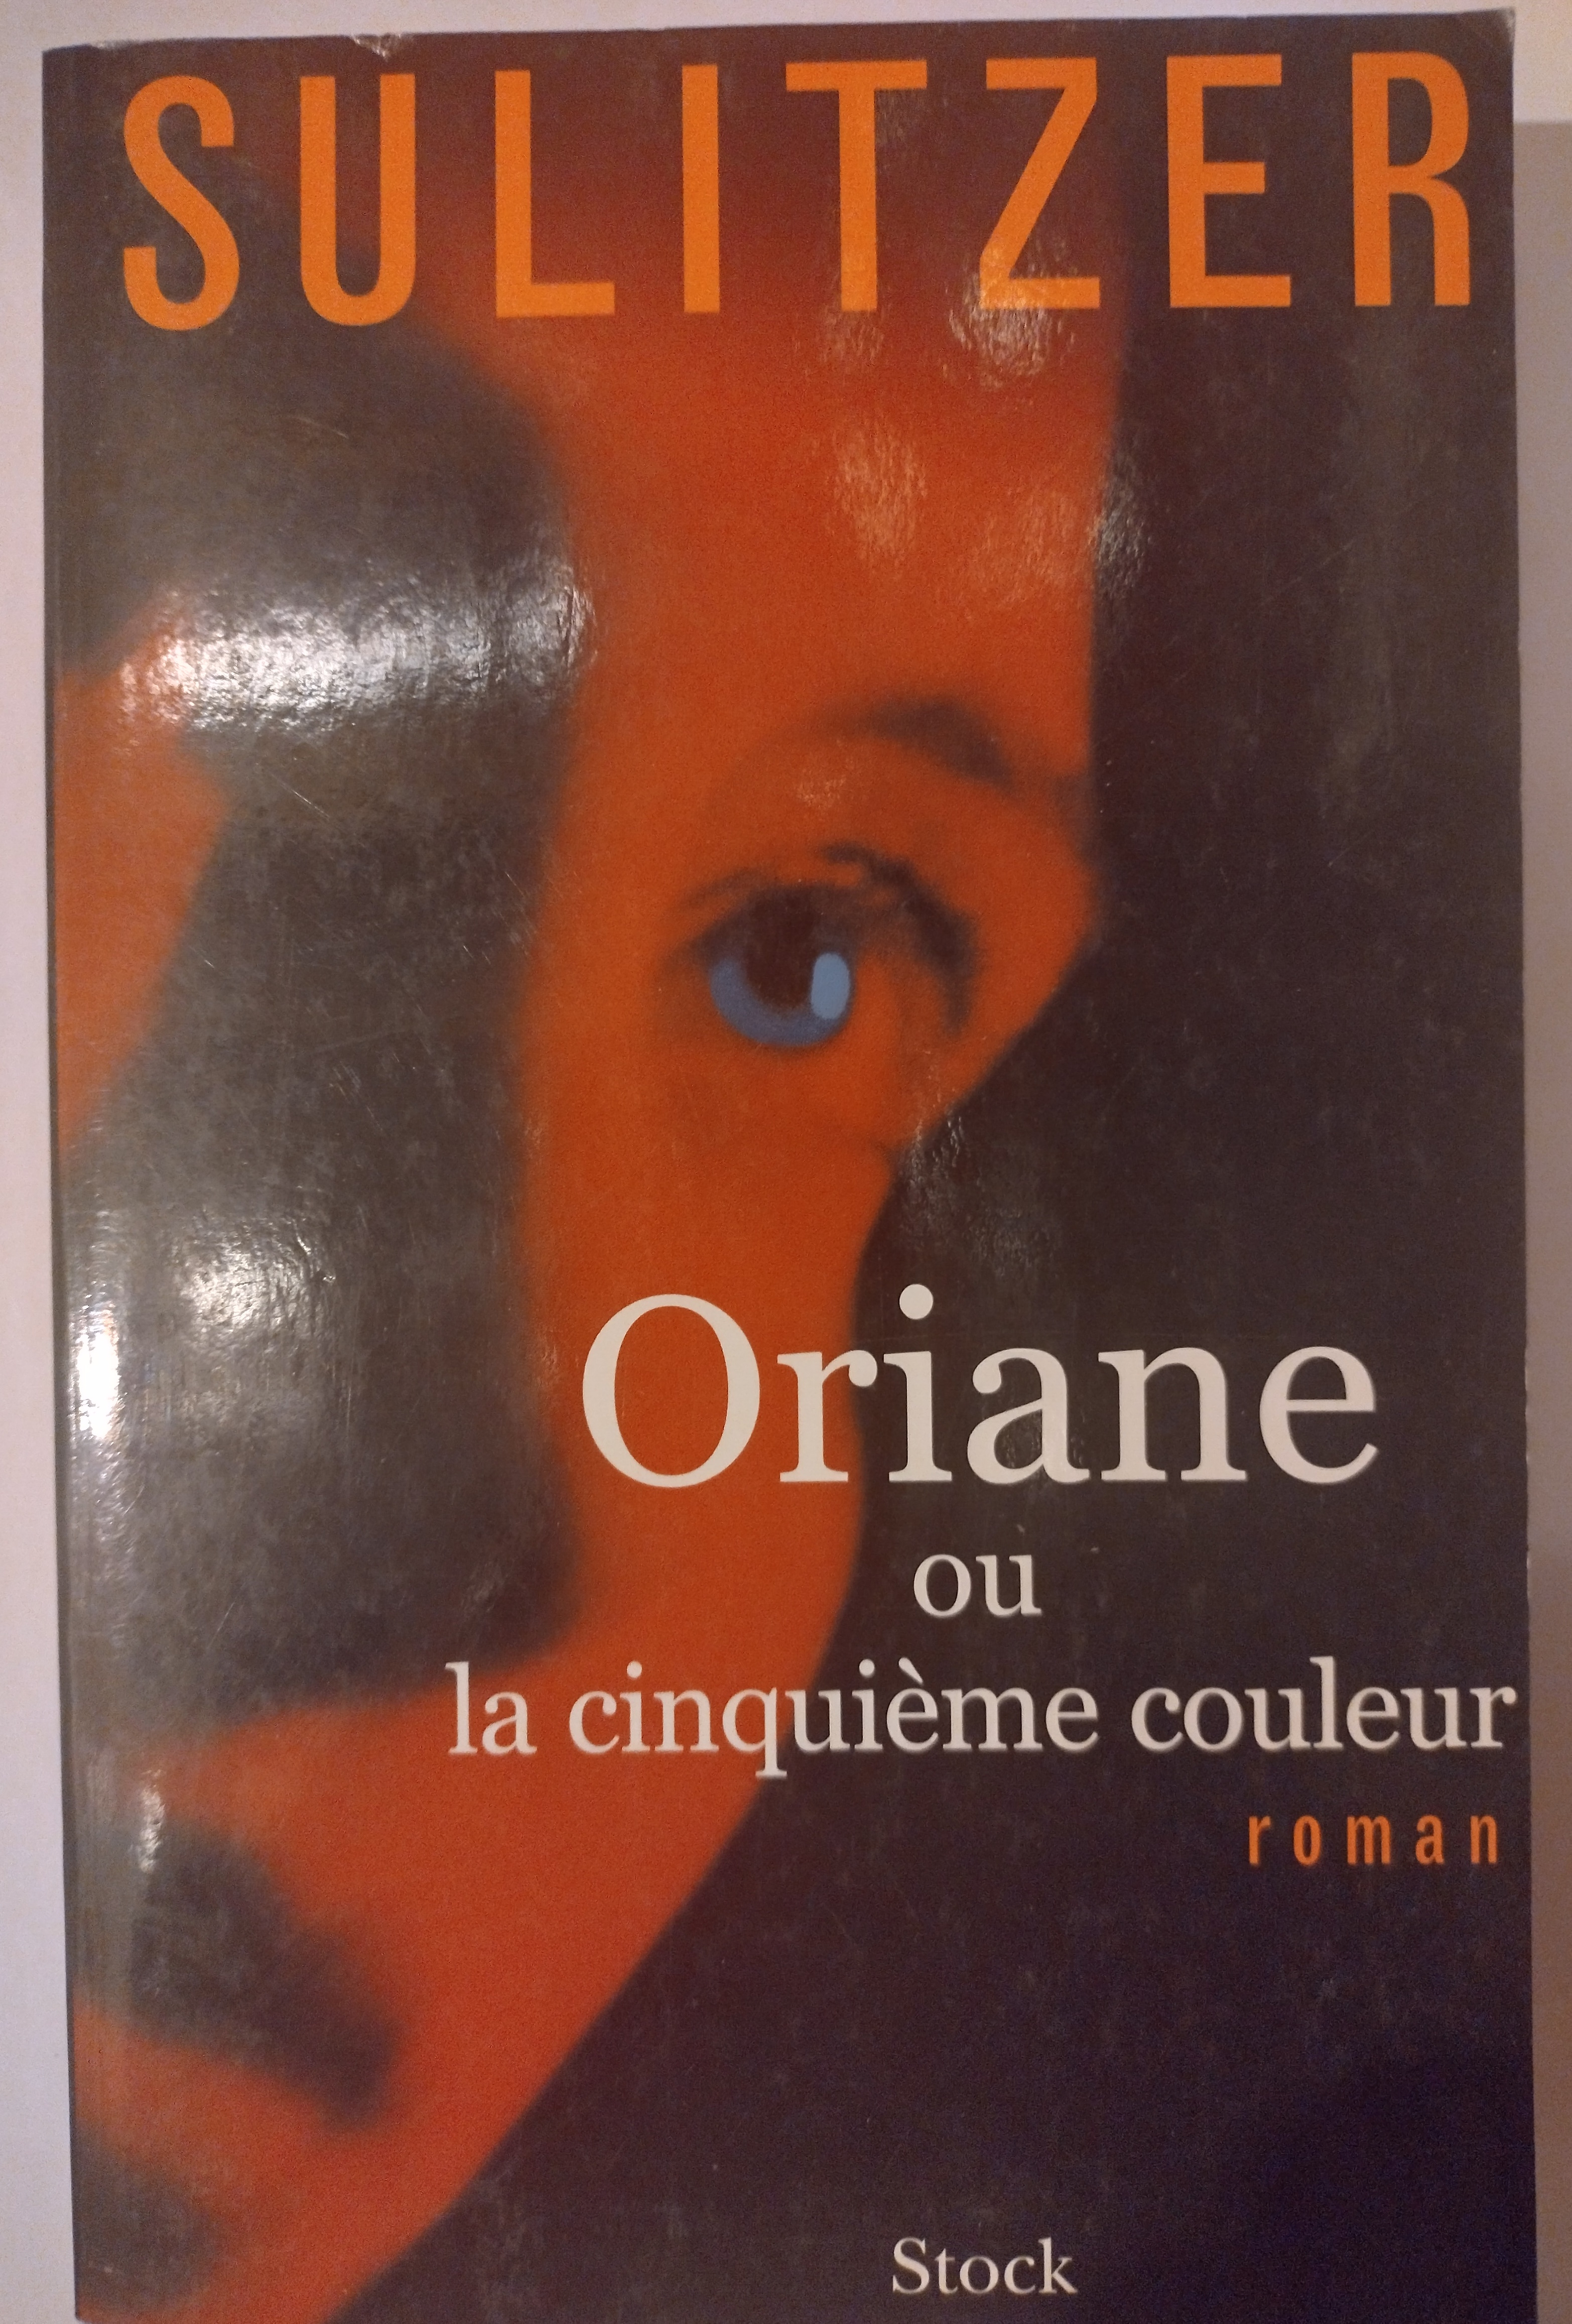 SULITZER
Oriane
ou
la cinquième couleur
roman
Stock